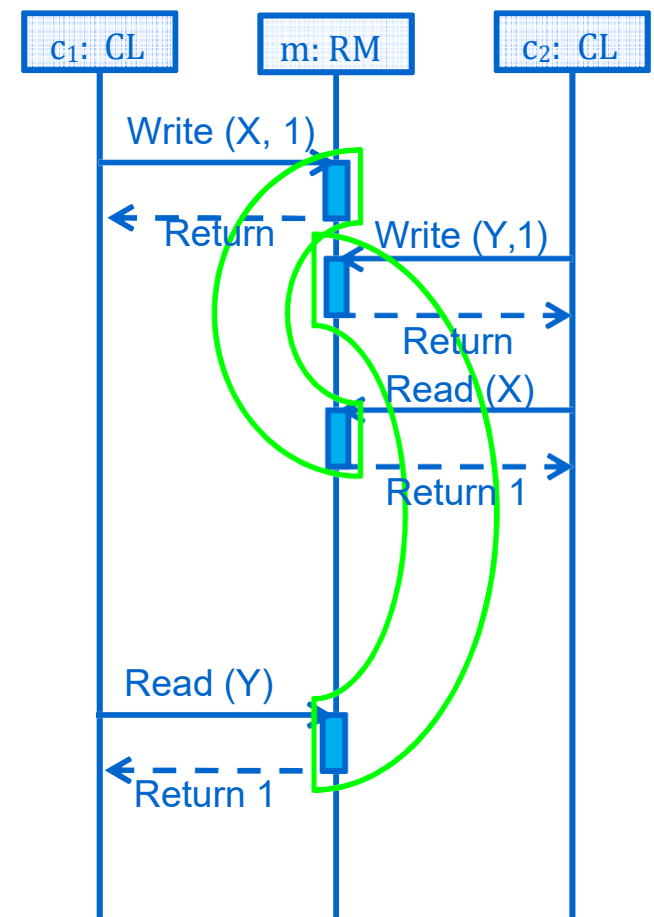 c₁: CL
m: RM
c₂: CL
Write (X, 1)
Return
Write (Y,1)
Return
Read (X)
Return 1
Read (Y)
Return 1